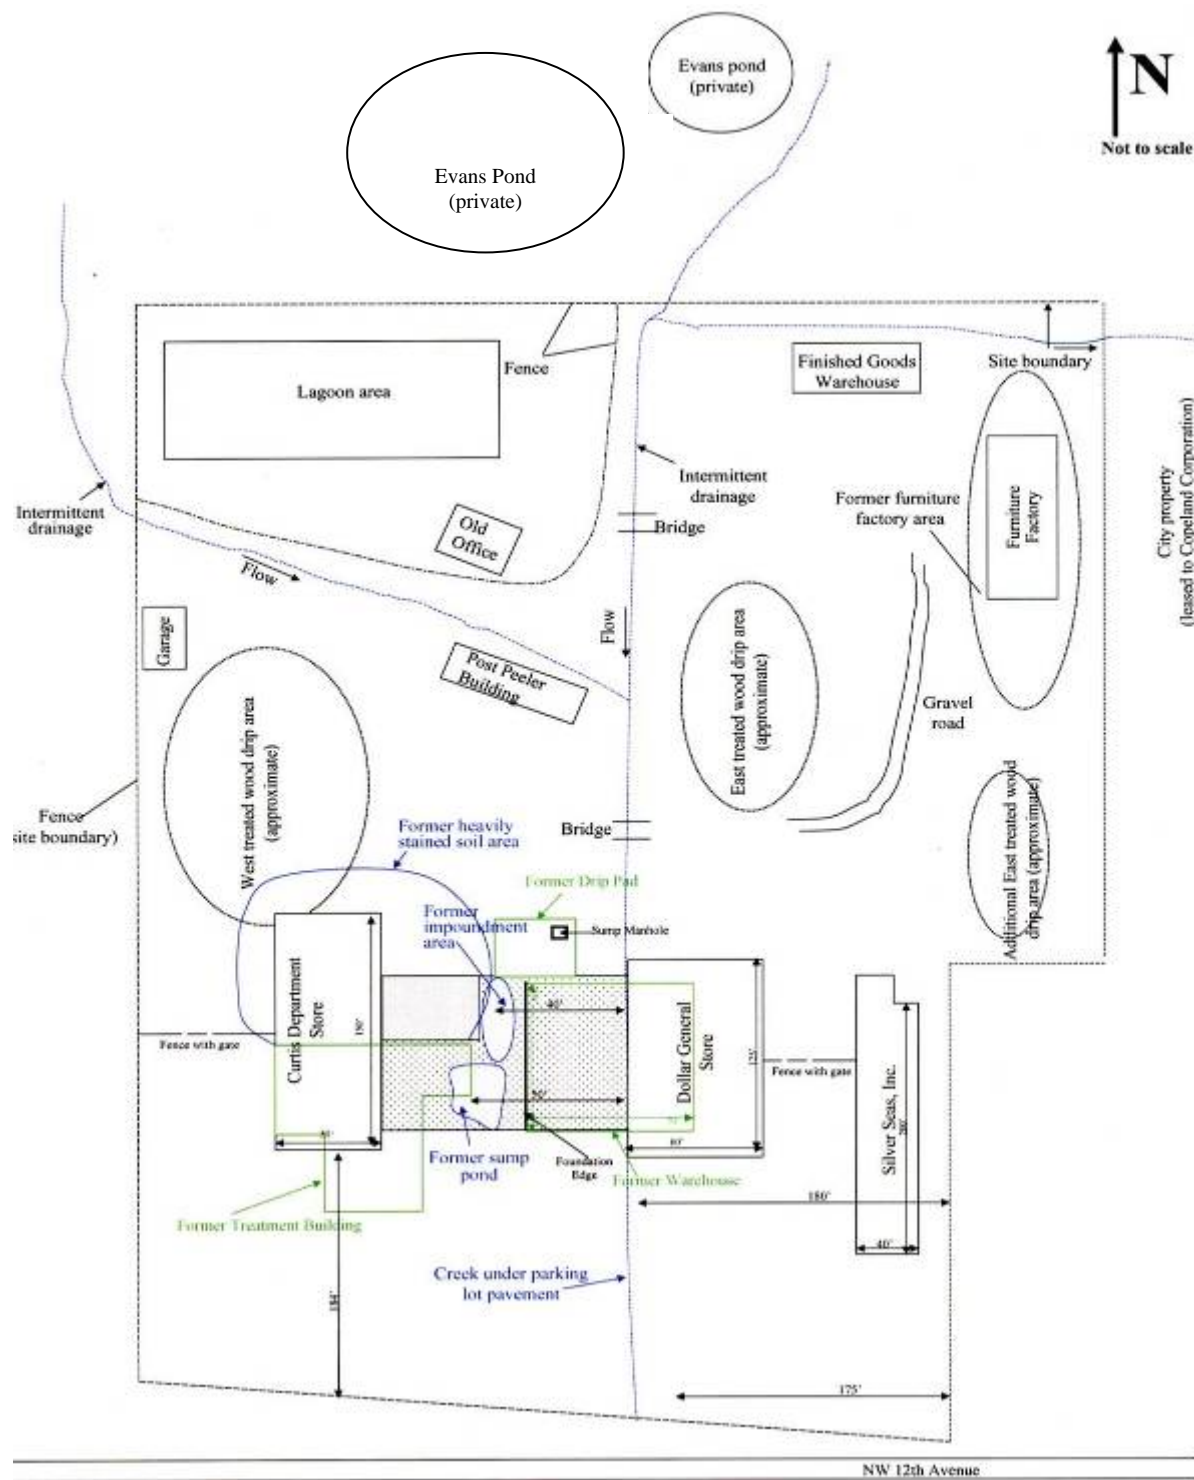 Evans pond
(private)
N
Not to scale
Evans Pond
(private)
Lagoon area
Fence
Finished Goods
Warehouse
Site boundary
Intermittent
drainage
Intermittent
drainage
Former furniture
factory area
Furniture
Factory
City property
(leased to Copeland Corporation)
Old
Office
Bridge
Flow
Flow
Garage
Post Peeler
Building
East treated wood drip area
(approximate)
Gravel
road
West treated wood drip area
(approximate)
Fence
site boundary)
Former heavily
stained soil area
Bridge
Additional East treated wood
drip area (approximate)
Former Drip Pad
Former
impoundment
area
Sump Manhole
Curtis Department
Store
40'
Dollar General
Store
125'
Fence with gate
Fence with gate
Silver Seas, Inc.
200'
80'
Former sump
pond
Foundation
Edge
Former Warehouse
Former Treatment Building
180'
40'
Creek under parking
lot pavement
184'
175'
NW 12th Avenue